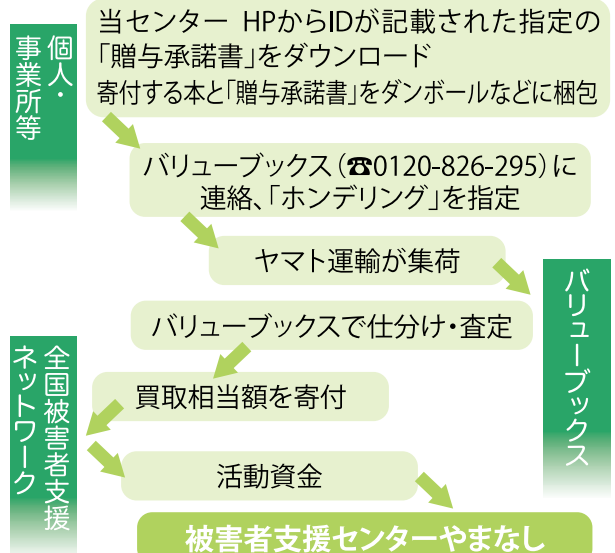 個人・
事業所等
当センター HPからIDが記載された指定の
「贈与承諾書」をダウンロード
寄付する本と「贈与承諾書」をダンボールなどに梱包
バリューブックス（☎0120-826-295）に
連絡、「ホンデリング」を指定
ヤマト運輸が集荷
バリューブックス
バリューブックスで仕分け・査定
買取相当額を寄付
全国被害者支援
ネットワーク
活動資金
被害者支援センターやまなし